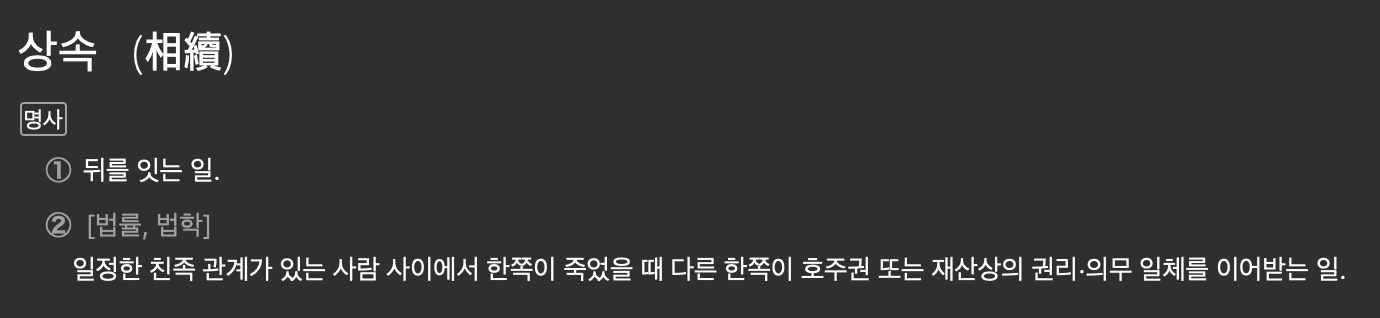 상속 (相續)
명사
① 뒤를 잇는 일.
② [법률, 법학]
일정한 친족 관계가 있는 사람 사이에서 한쪽이 죽었을 때 다른 한쪽이 호주권 또는 재산상의 권리·의무 일체를 이어받는 일.